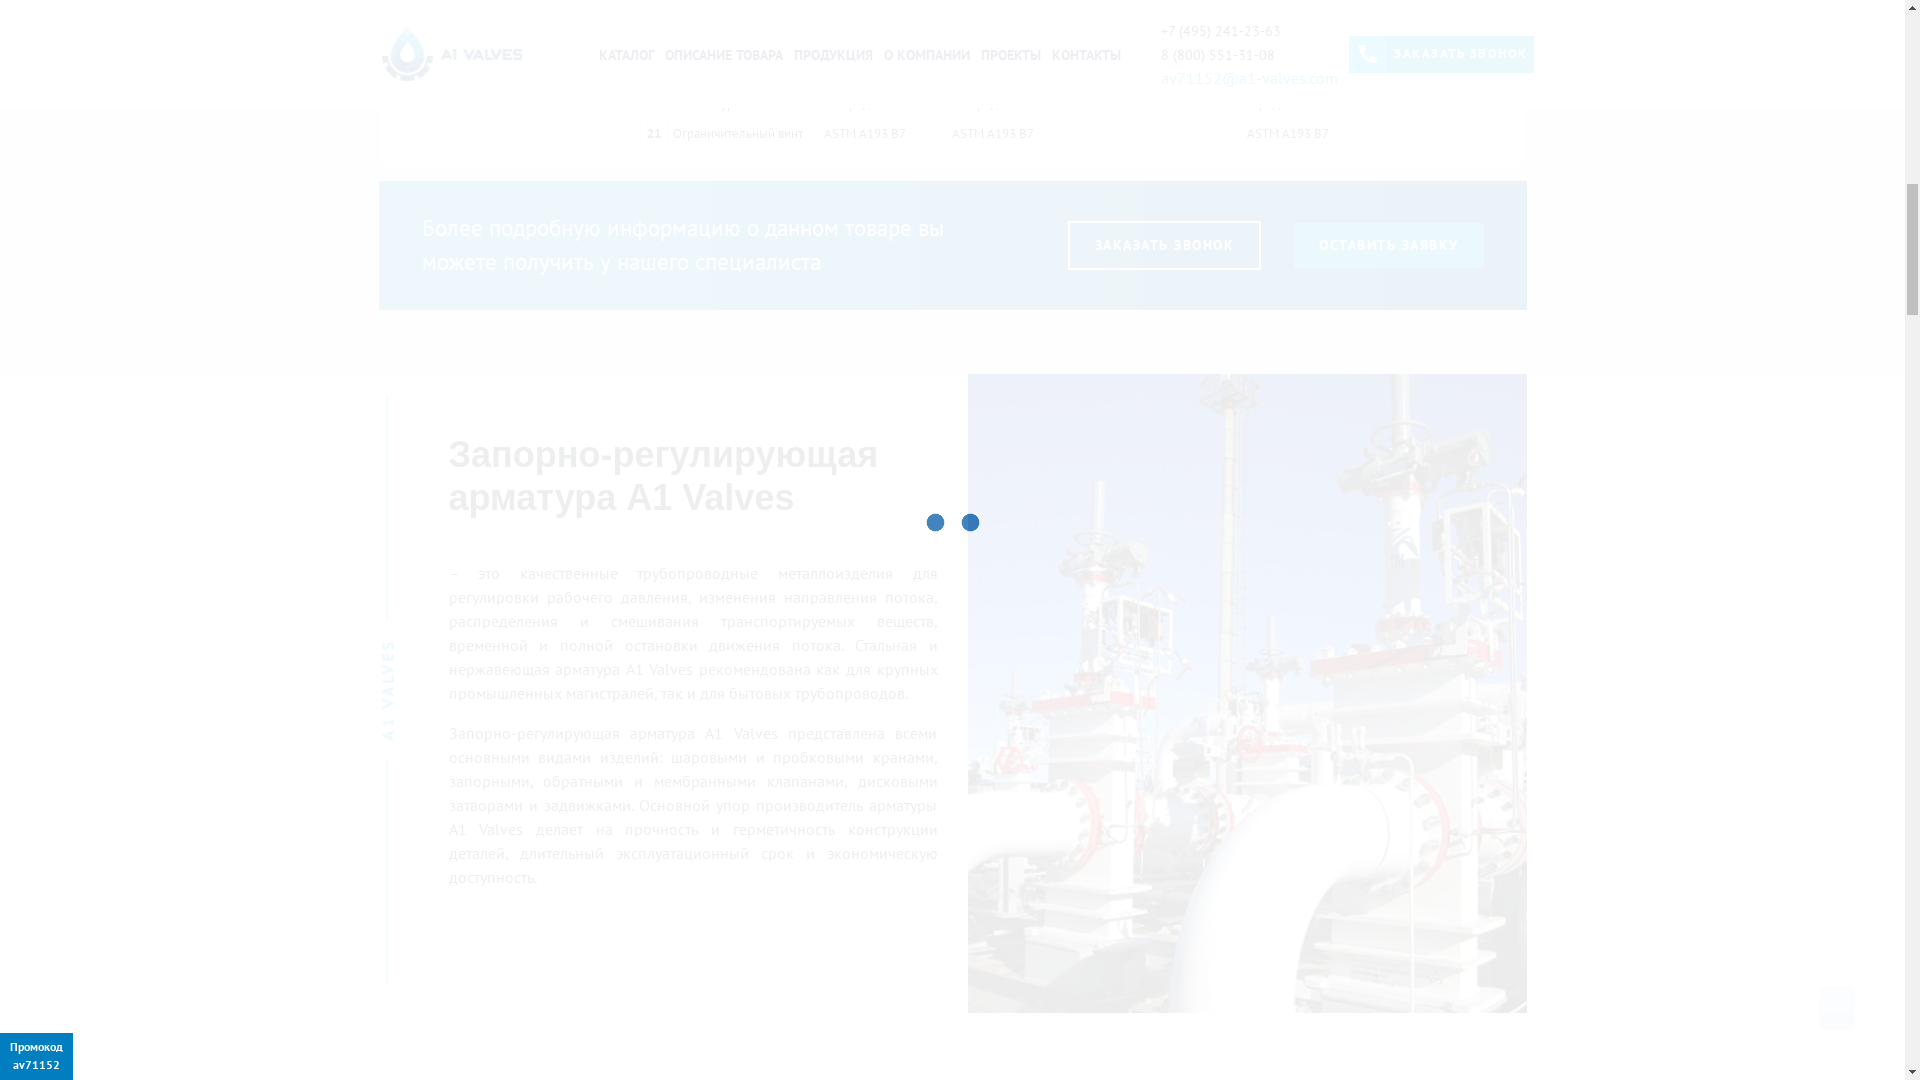 A1 VALVES
КАТАЛОГ ОПИСАНИЕ ТОВАРА ПРОДУКЦИЯ О КОМПАНИИ ПРОЕКТЫ КОНТАКТЫ
+7 (495) 241-23-63
8 (800) 551-31-08
av71152@a1-valves.com
ЗАКАЗАТЬ ЗВОНОК
21 Ограничительный винт ASTM A193 B7 ASTM A193 B7 ASTM A193 B7
Более подробную информацию о данном товаре вы
можете получить у нашего специалиста
ЗАКАЗАТЬ ЗВОНОК
ОСТАВИТЬ ЗАЯВКУ
A1 VALVES
Запорно-регулирующая
арматура A1 Valves
– это качественные трубопроводные металлоизделия для
регулировки рабочего давления, изменения направления потока,
распределения и смешивания транспортируемых веществ,
временной и полной остановки движения потока. Стальная и
нержавеющая арматура A1 Valves рекомендована как для крупных
промышленных магистралей, так и для бытовых трубопроводов.
Запорно-регулирующая арматура A1 Valves представлена всеми
основными видами изделий: шаровыми и пробковыми кранами,
запорными, обратными и мембранными клапанами, дисковыми
затворами и задвижками. Основной упор производитель арматуры
A1 Valves делает на прочность и герметичность конструкции
деталей, длительный эксплуатационный срок и экономическую
доступность.
Промокод
av71152